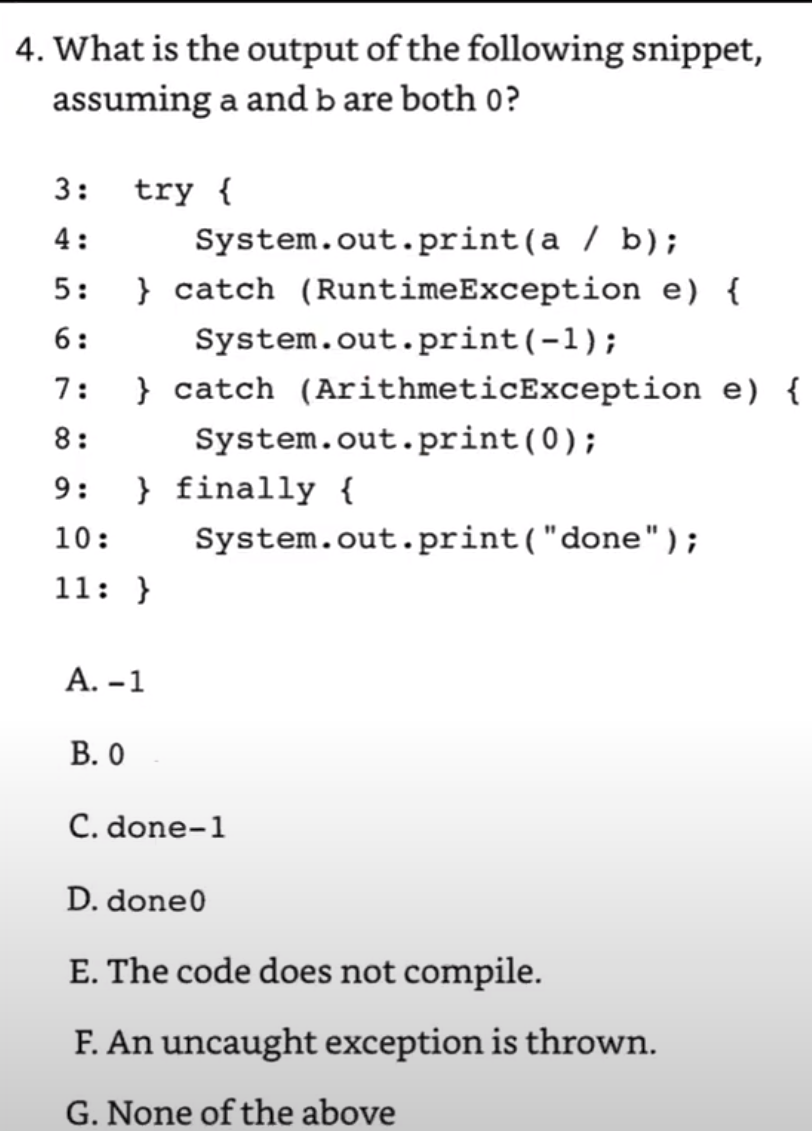 4. What is the output of the following snippet,
assuming a and b are both 0?
3: try {
4: System.out.print(a / b);
5: } catch (RuntimeException e) {
6: System.out.print(-1);
7: } catch (ArithmeticException e) {
8: System.out.print(0);
9: } finally {
10: System.out.print("done");
11: }
A. -1
B. 0
C. done-1
D. done0
E. The code does not compile.
F. An uncaught exception is thrown.
G. None of the above